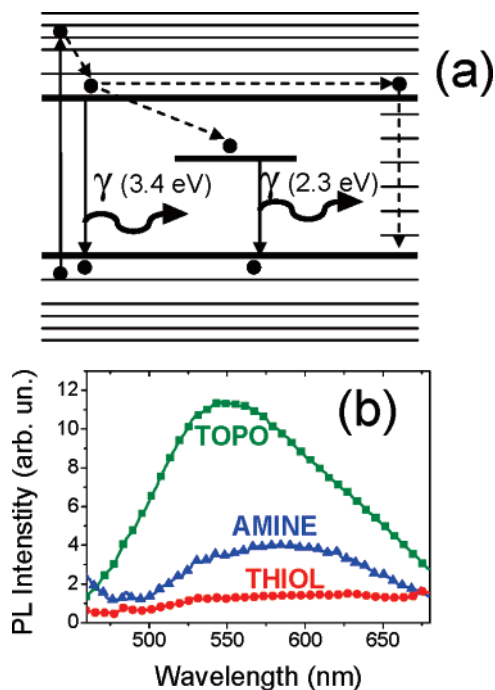 (a)
γ (3.4 eV)
γ (2.3 eV)
(b)
PL Intenstity (arb. un.)
12
10
8
6
4
2
0
TOPO
AMINE
THIOL
500 550 600 650
Wavelength (nm)